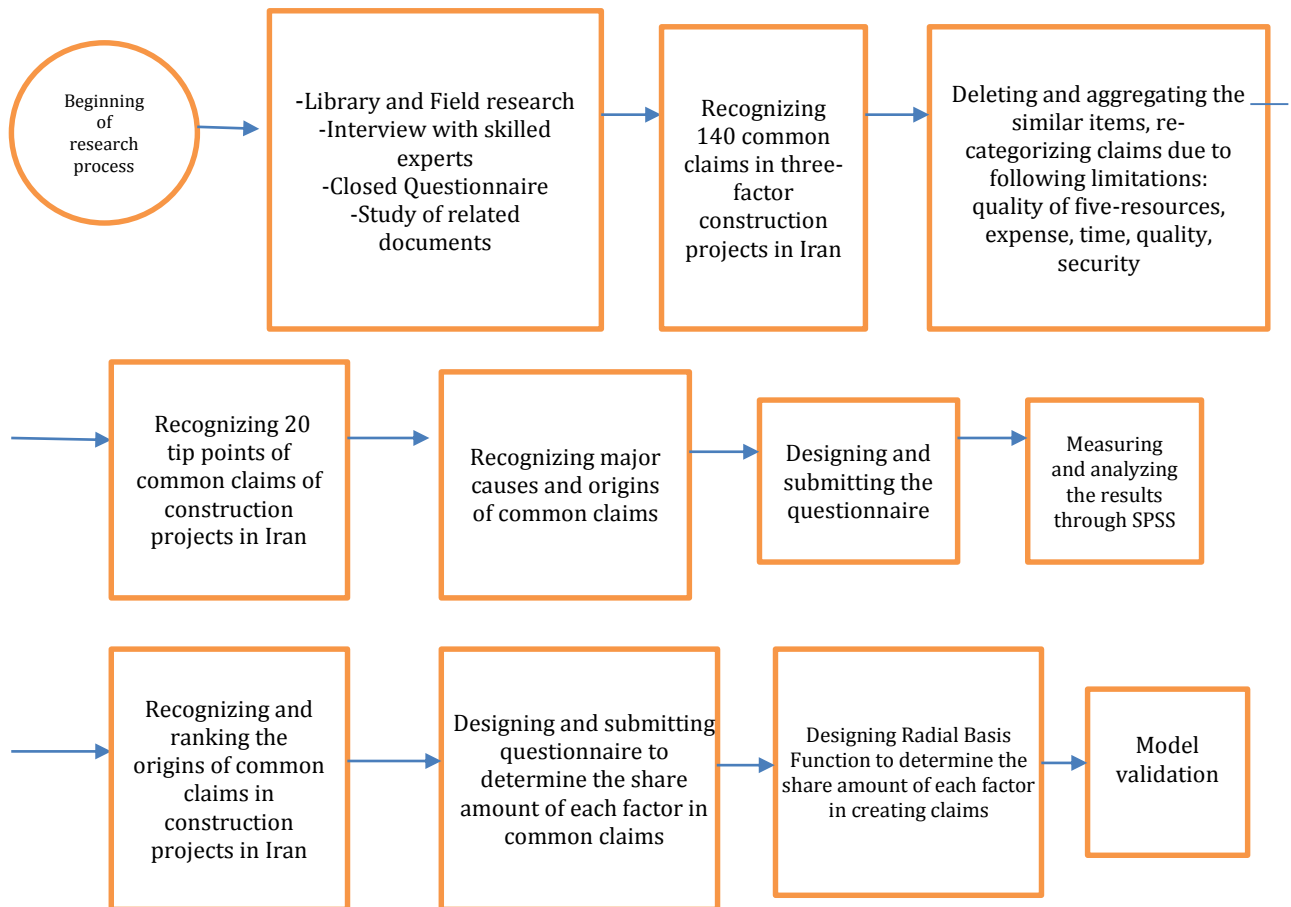 Beginning
of
research
process
-Library and Field research
-Interview with skilled
experts
-Closed Questionnaire
-Study of related
documents
Recognizing
140 common
claims in three-
factor
construction
projects in Iran
Deleting and aggregating the
similar items, re-
categorizing claims due to
following limitations:
quality of five-resources,
expense, time, quality,
security
Recognizing 20
tip points of
common claims of
construction
projects in Iran
Recognizing major
causes and origins
of common claims
Designing and
submitting the
questionnaire
Measuring
and analyzing
the results
through SPSS
Recognizing and
ranking the
origins of common
claims in
construction
projects in Iran
Designing and submitting
questionnaire to
determine the share
amount of each factor in
common claims
Designing Radial Basis
Function to determine the
share amount of each factor
in creating claims
Model
validation